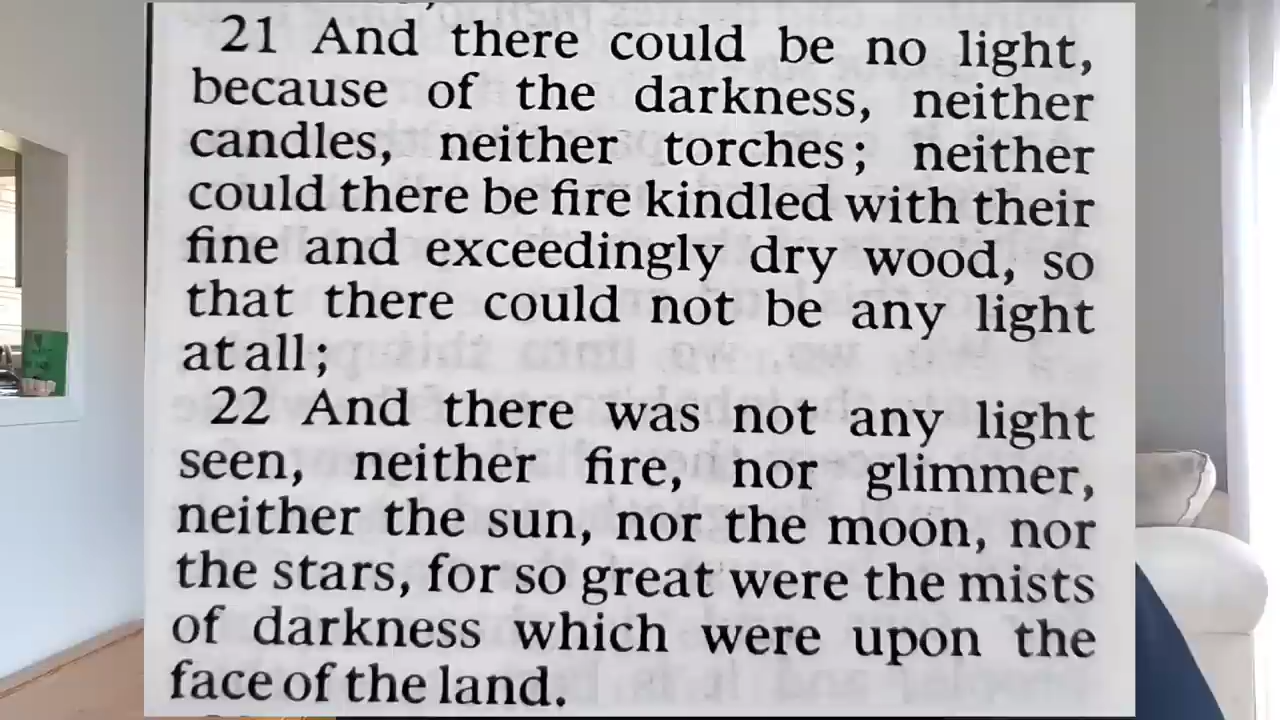 21 And there could be no light,
because of the darkness, neither
candles, neither torches; neither
could there be fire kindled with their
fine and exceedingly dry wood, so
that there could not be any light
at all;
22 And there was not any light
seen, neither fire, nor glimmer,
neither the sun, nor the moon, nor
the stars, for so great were the mists
of darkness which were upon the
face of the land.